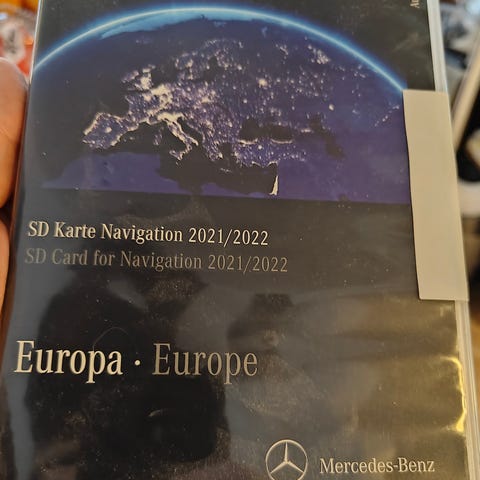 SD Karte Navigation 2021/2022
SD Card for Navigation 2021/2022
Europa · Europe
Mercedes-Benz